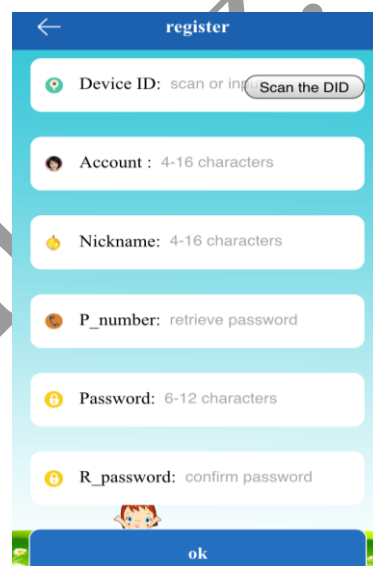 register
Device ID: scan or inp
Scan the DID
Account : 4-16 characters
Nickname: 4-16 characters
P_number: retrieve password
Password: 6-12 characters
R_password: confirm password
ok